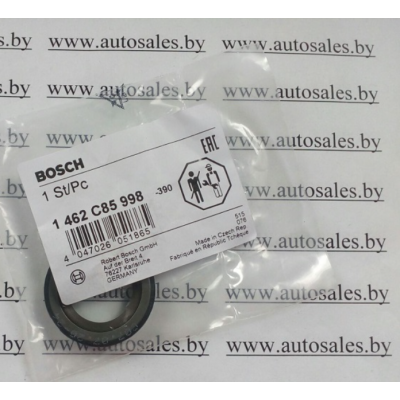 www.autosales.by www.autosales.by
www.autosales.by
www.autosales.by
www.autosales.by
www.autosales.by
www.autosales.by
www.autosales.by www.autosales.by
BOSCH
1 St/Pc
1 462 C85 998
-390
EAC
4 047026 051865
Robert Bosch GmbH
Auf der Breit 4
76227 Karlsruhe
GERMANY
515
076
Made in Czech Rep
Fabriqué en République Tchèque